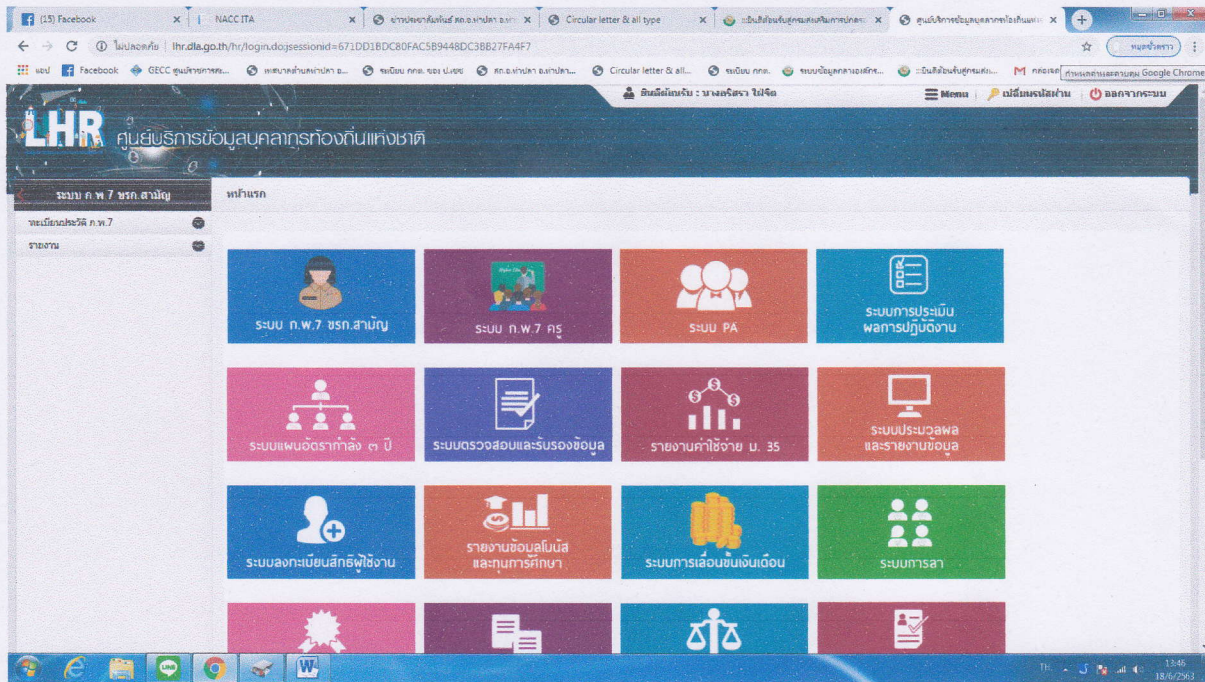 (15) Facebook
NACC ITA
Circular letter & all type
ไม่ปลอดภัย | lhr.dla.go.th/hr/login.do;jsessionid=671DD1BDC80FAC5B9448DC3BB27FA4F7
หยุดชั่วคราว
แอป
Facebook
Circular letter & all...
ระเบียบ กกต.
ยินดีต้อนรับ : นางอริสรา ใฝ่จิต
Menu
เปลี่ยนรหัสผ่าน
ออกจากระบบ
LHR ศูนย์บริการข้อมูลบุคลากรท้องถิ่นแห่งชาติ
ระบบ ก.พ.7 ขรก.สามัญ
หน้าแรก
ทะเบียนประวัติ ก.พ.7
รายงาน
ระบบ ก.พ.7 ขรก.สามัญ
ระบบ ก.พ.7 ครู
ระบบ PA
ระบบการประเมิน
ผลการปฏิบัติงาน
ระบบแผนอัตรากำลัง ๓ ปี
ระบบตรวจสอบและรับรองข้อมูล
รายงานค่าใช้จ่าย ม. 35
ระบบประมวลผล
และรายงานข้อมูล
ระบบลงทะเบียนสิทธิผู้ใช้งาน
รายงานข้อมูลโบนัส
และทุนการศึกษา
ระบบการเลื่อนขั้นเงินเดือน
ระบบการลา
TH
13:46
18/6/2563